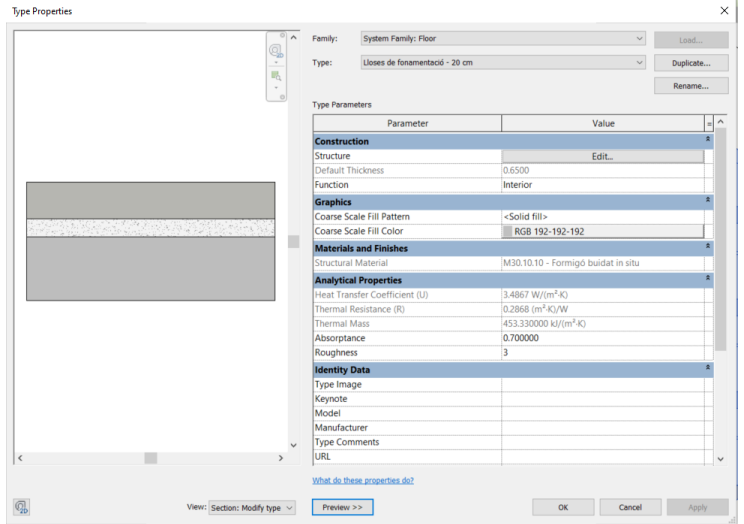 Type Properties
Family: System Family: Floor Load...
Type: Lloses de fonamentació - 20 cm Duplicate...
Rename...
Type Parameters
Parameter Value =
Construction
Structure Edit...
Default Thickness 0.6500
Function Interior
Graphics
Coarse Scale Fill Pattern <Solid fill>
Coarse Scale Fill Color RGB 192-192-192
Materials and Finishes
Structural Material M30.10.10 - Formigó buidat in situ
Analytical Properties
Heat Transfer Coefficient (U) 3.4867 W/(m²·K)
Thermal Resistance (R) 0.2868 (m²·K)/W
Thermal Mass 453.330000 kJ/(m²·K)
Absorptance 0.700000
Roughness 3
Identity Data
Type Image
Keynote
Model
Manufacturer
Type Comments
URL
What do these properties do?
2D View: Section: Modify type Preview >> OK Cancel Apply